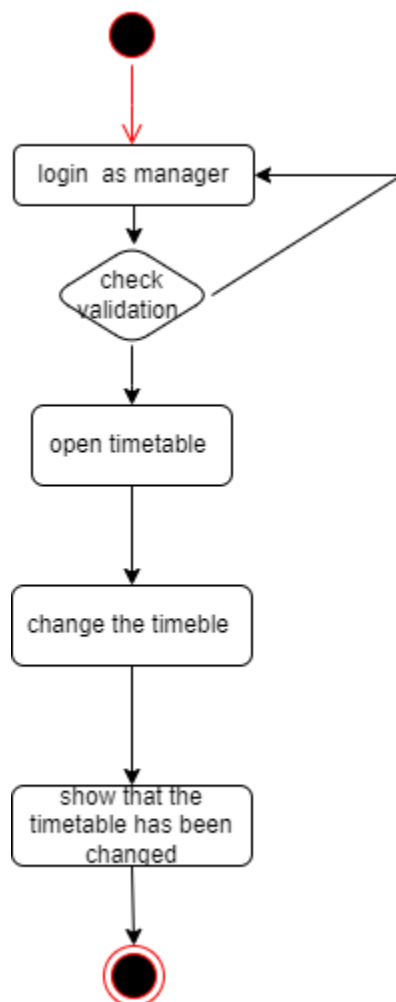 login as manager
check
validation
open timetable
change the timeble
show that the
timetable has been
changed